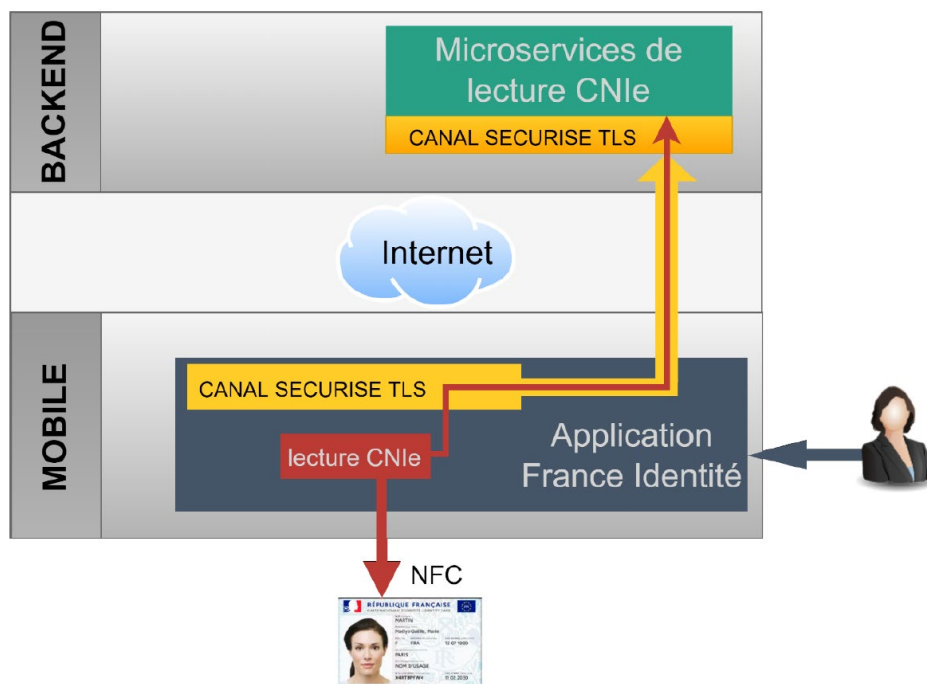 BACKEND
Microservices de
lecture CNIe
CANAL SECURISE TLS
Internet
MOBILE
CANAL SECURISE TLS
lecture CNIe
Application
France Identité
NFC
RÉPUBLIQUE FRANÇAISE
MARTIN
PARIS
NOM D'USAGE